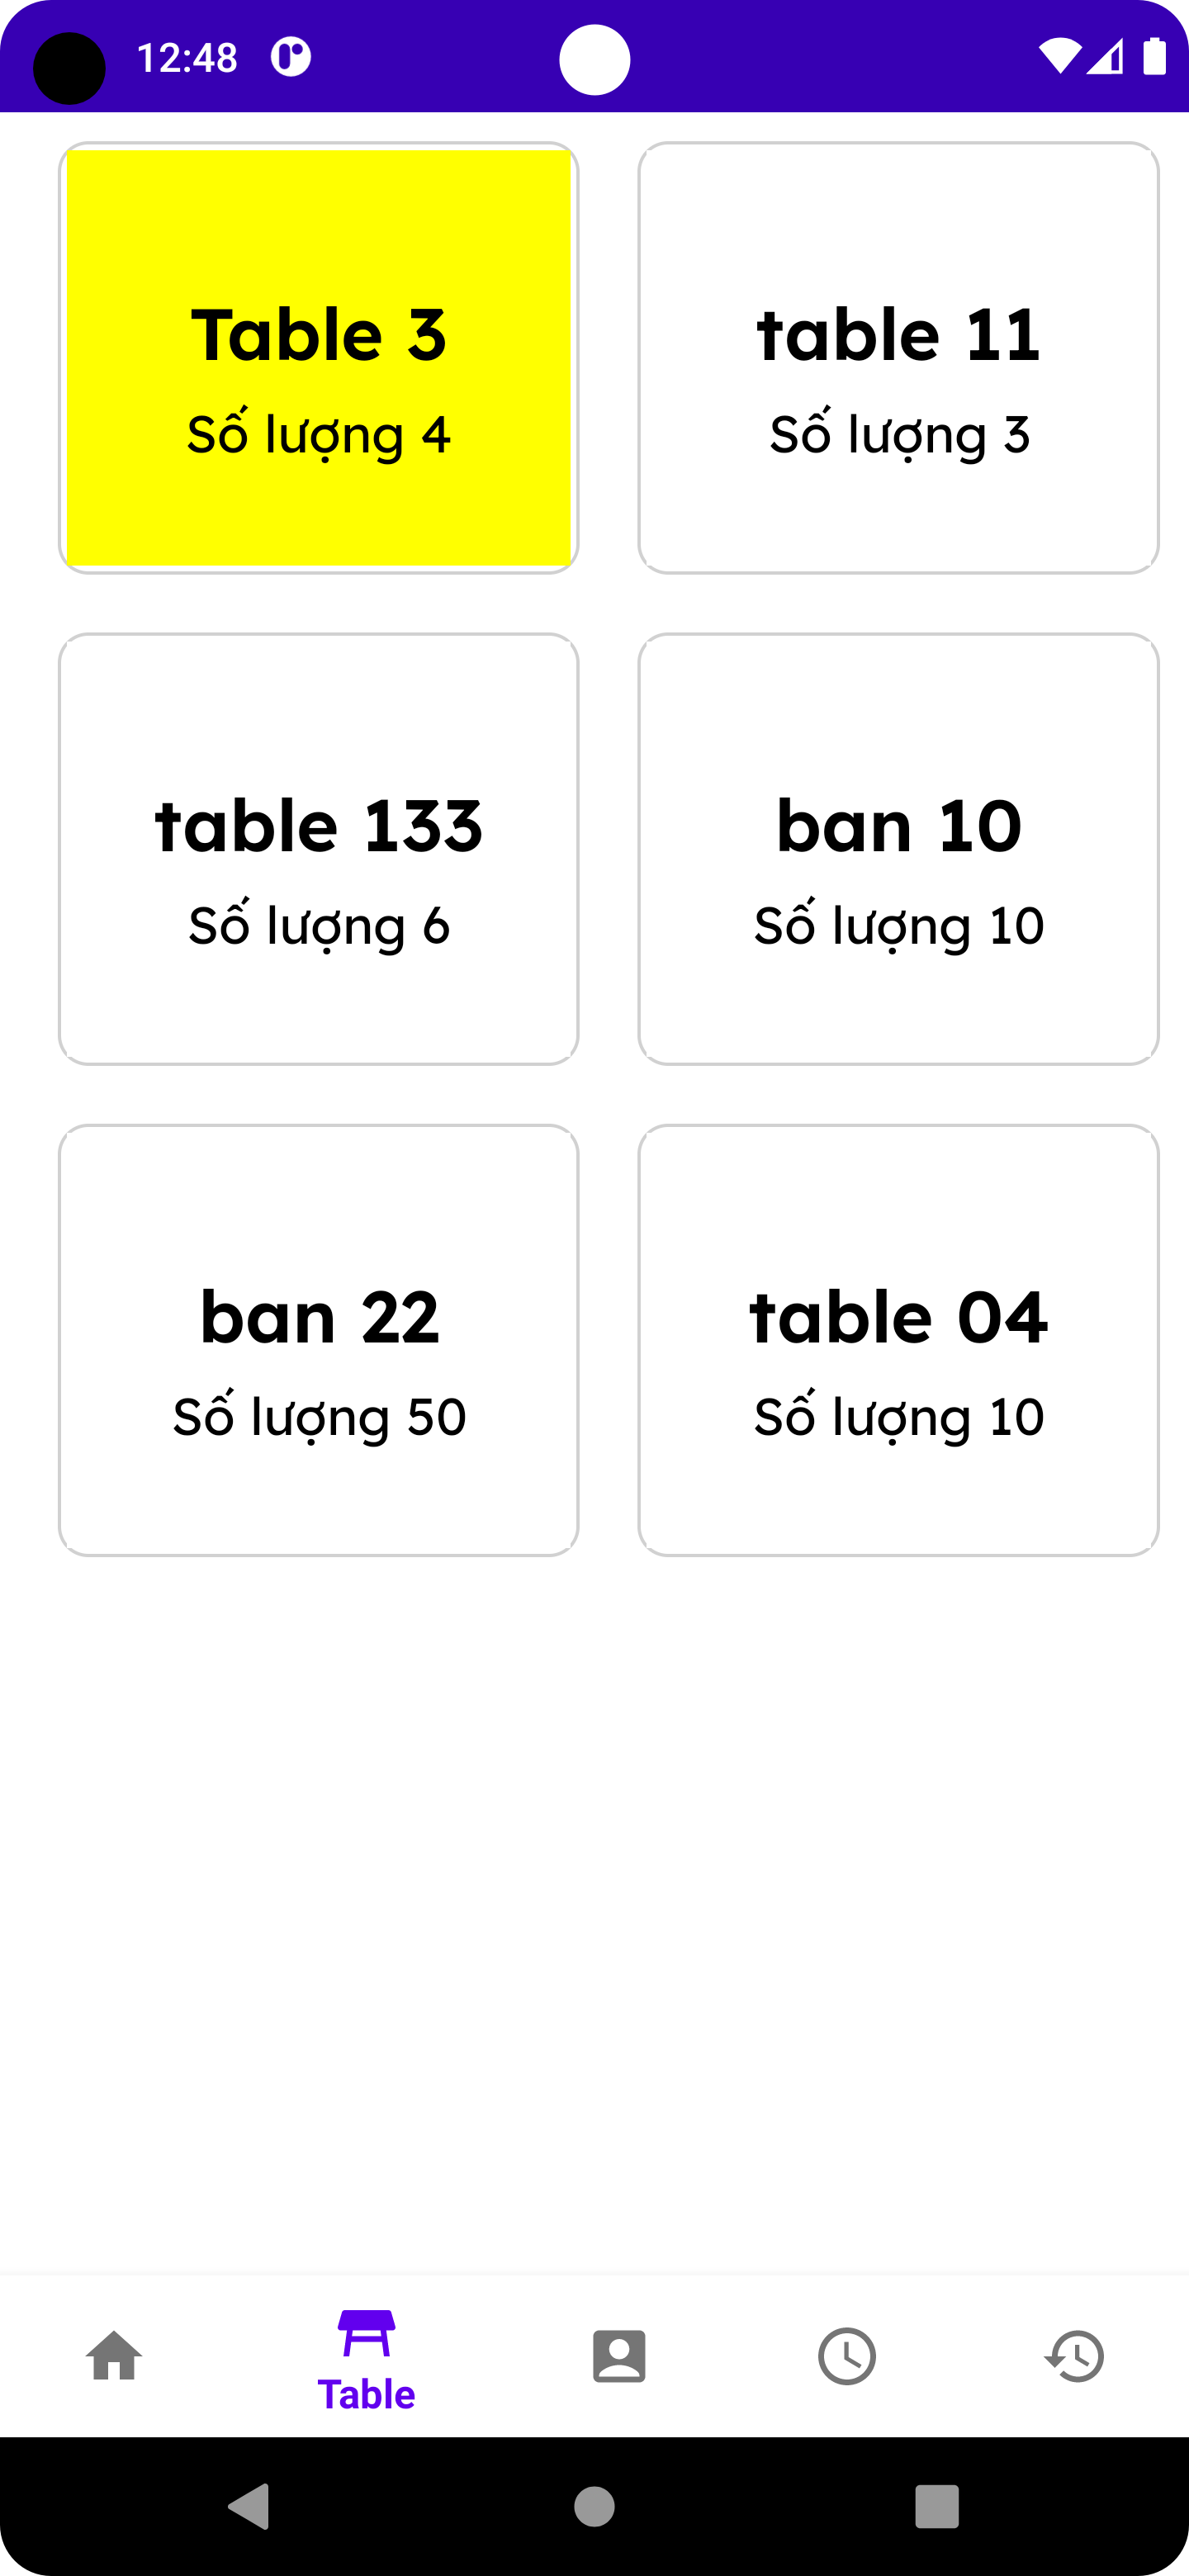 12:48
Table 3
Số lượng 4
table 11
Số lượng 3
table 133
Số lượng 6
ban 10
Số lượng 10
ban 22
Số lượng 50
table 04
Số lượng 10
Table